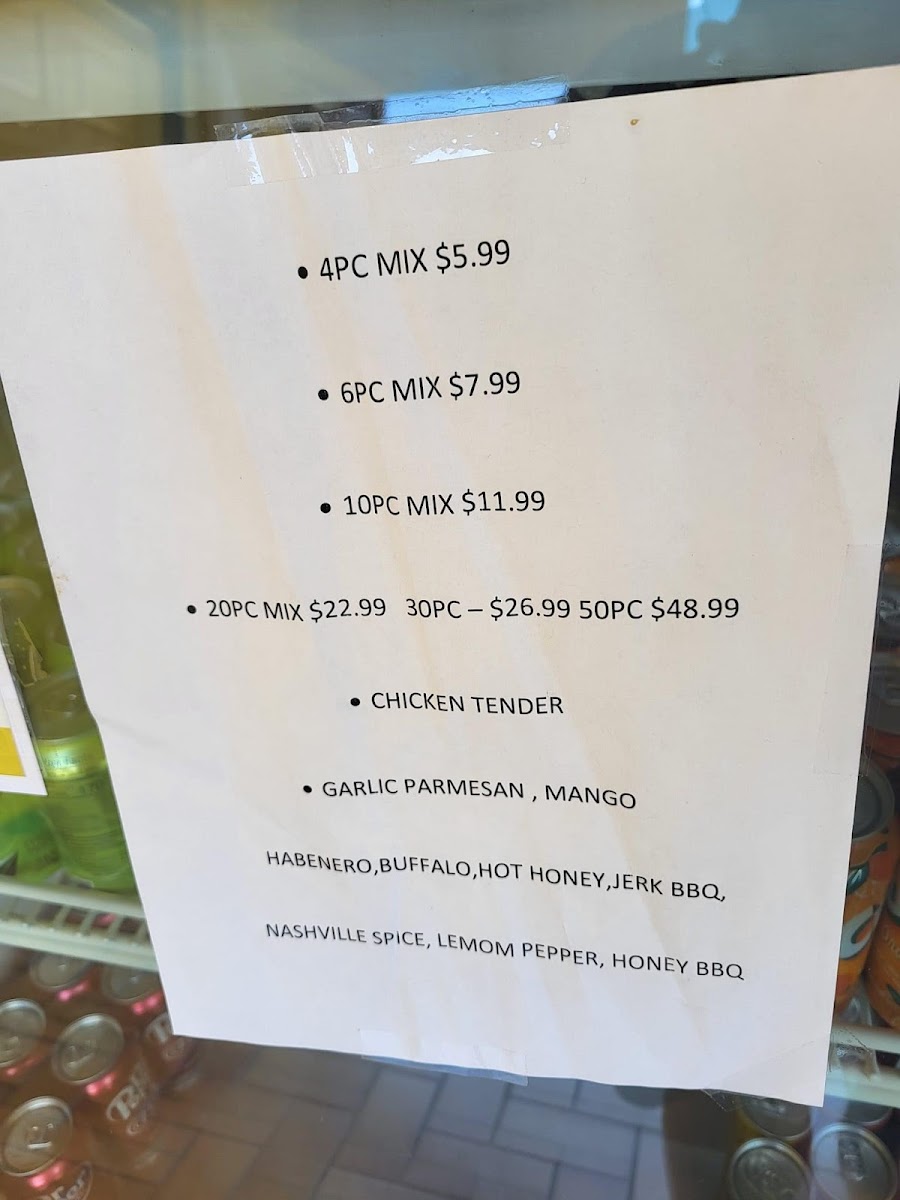 • 4PC MIX $5.99
• 6PC MIX $7.99
• 10PC MIX $11.99
• 20PC MIX $22.99 30PC – $26.99 50PC $48.99
• CHICKEN TENDER
• GARLIC PARMESAN , MANGO
HABENERO,BUFFALO,HOT HONEY,JERK BBQ,
NASHVILLE SPICE, LEMOM PEPPER, HONEY BBQ